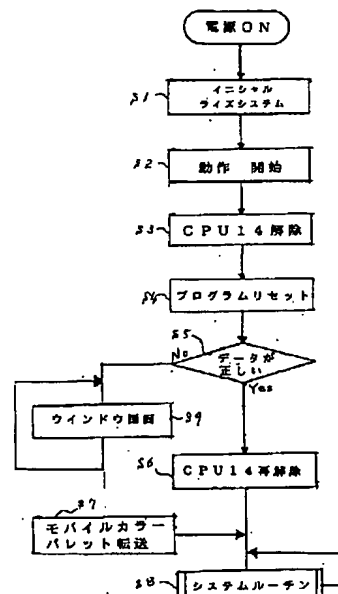 電源ON
S1
イニシャル
ライズシステム
S2
動作 開始
S3
CPU14解除
S4
プログラムリセット
S5
No
データが
正しい
Yes
ウインドウ画面
S9
S6
CPU14再解除
S7
モバイルカラー
パレット転送
S8
システムルーチン